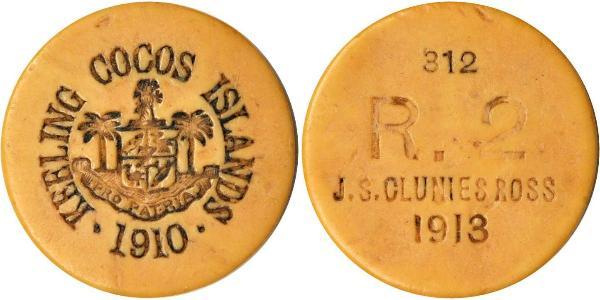 KEELING COCOS ISLANDS
PRO PATRIA
· 1910 ·
312
R. 2
J.S.CLUNIES ROSS
1913